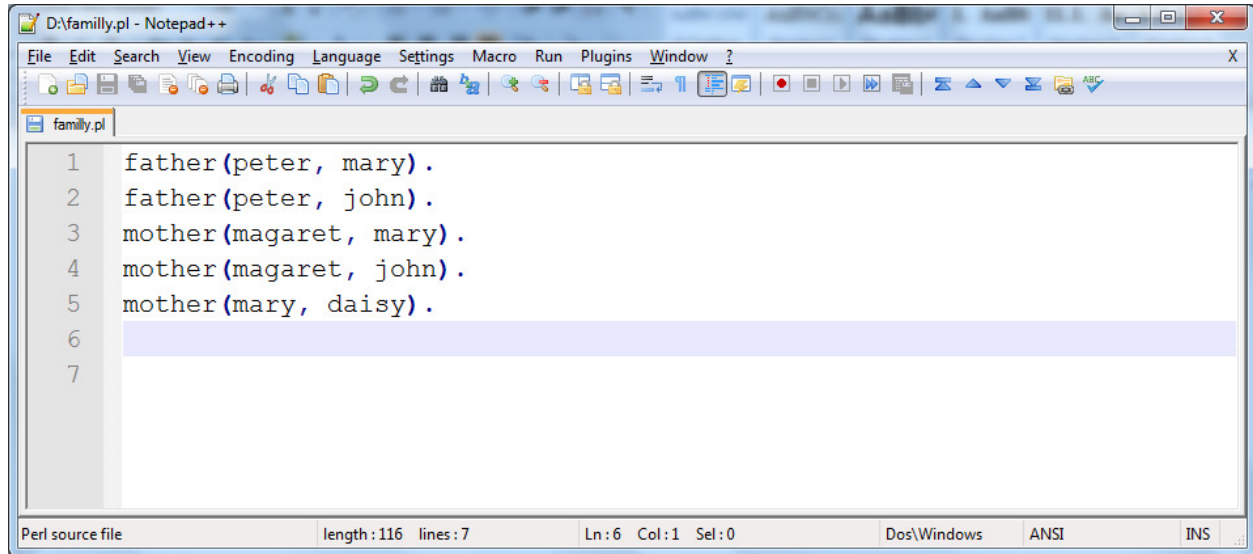 D:\familly.pl - Notepad++
File Edit Search View Encoding Language Settings Macro Run Plugins Window ? X
familly.pl
1 father(peter, mary).
2 father(peter, john).
3 mother(magaret, mary).
4 mother(magaret, john).
5 mother(mary, daisy).
6
7
Perl source file length : 116 lines : 7 Ln : 6 Col : 1 Sel : 0 Dos\Windows ANSI INS